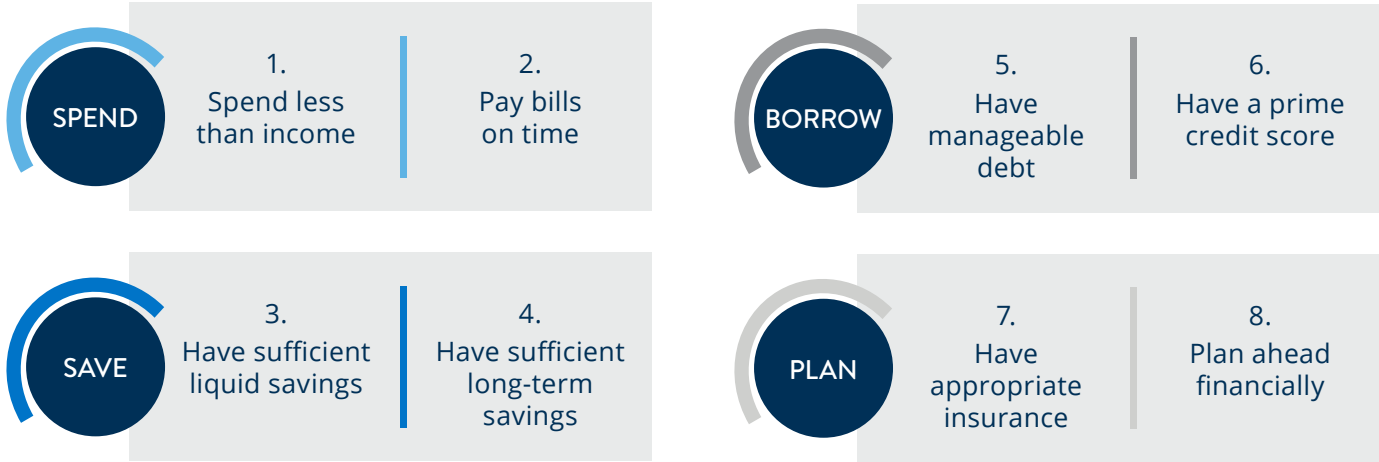 SPEND
1.
Spend less
than income
2.
Pay bills
on time
BORROW
5.
Have
manageable
debt
6.
Have a prime
credit score
SAVE
3.
Have sufficient
liquid savings
4.
Have sufficient
long-term
savings
PLAN
7.
Have
appropriate
insurance
8.
Plan ahead
financially